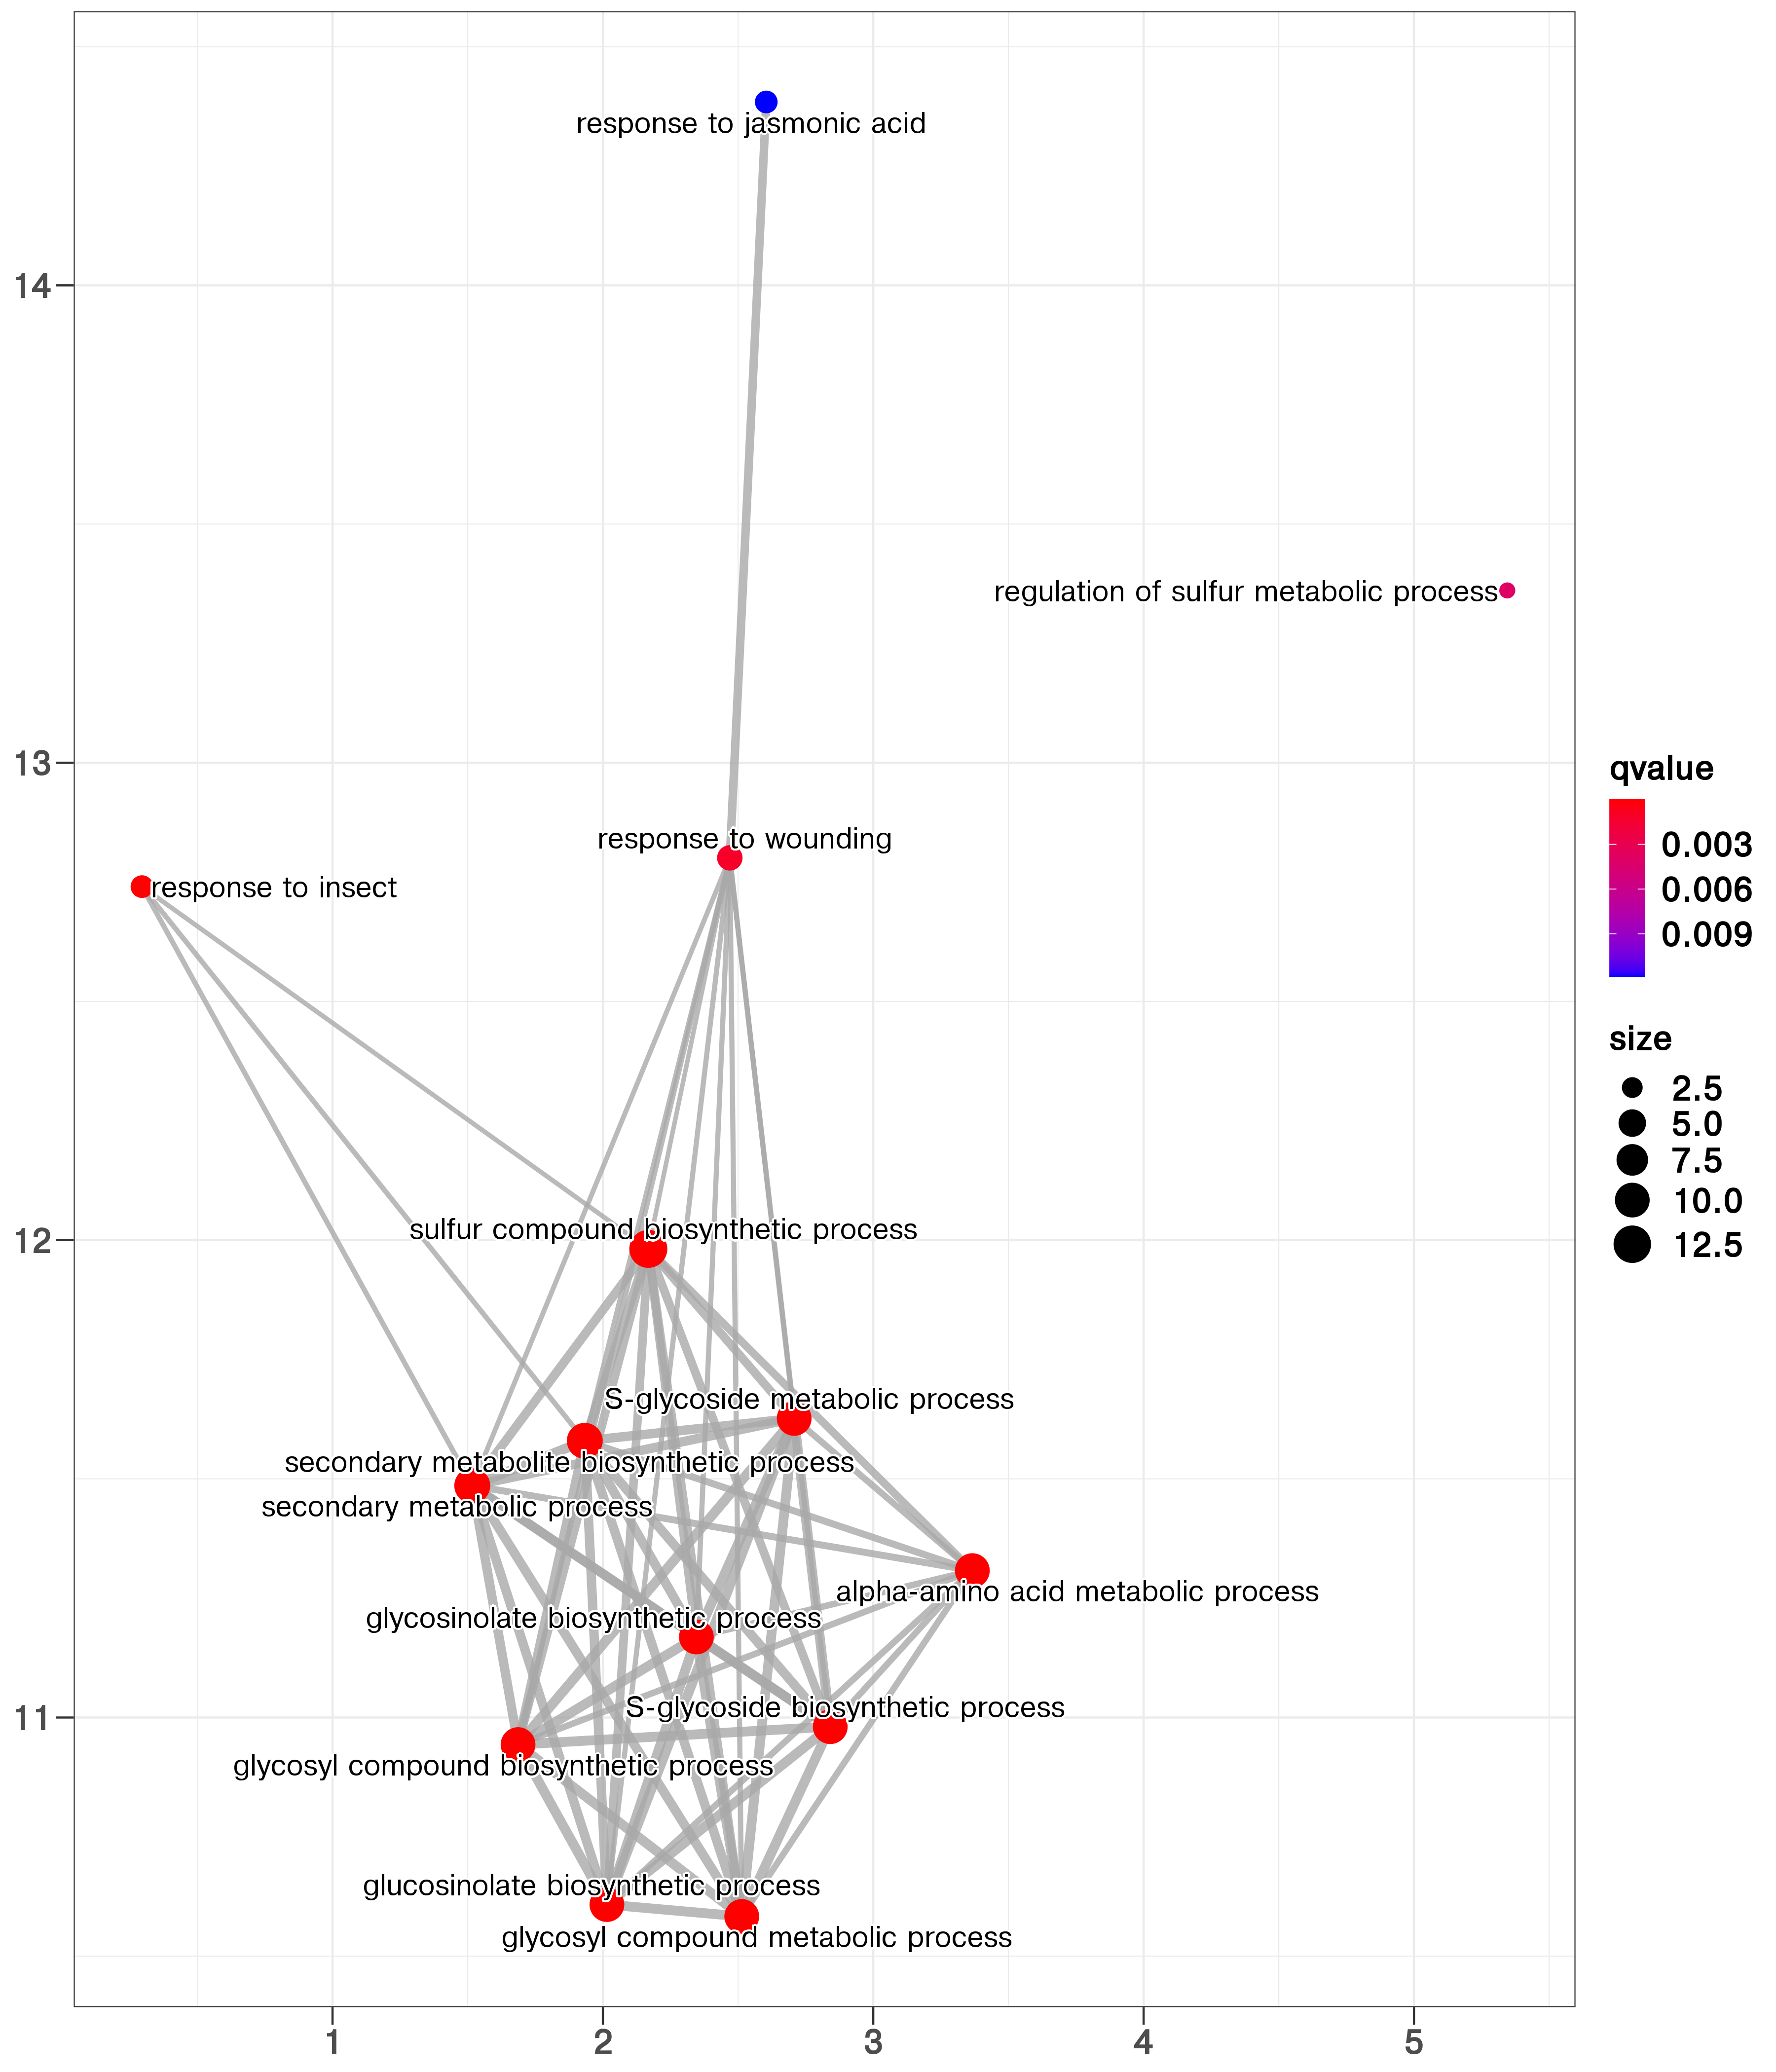 response to jasmonic acid
14
regulation of sulfur metabolic process
13
response to wounding
response to insect
sulfur compound biosynthetic process
12
S-glycoside metabolic process
secondary metabolite biosynthetic process
secondary metabolic process
alpha-amino acid metabolic process
glycosinolate biosynthetic process
S-glycoside biosynthetic process
11
glycosyl compound biosynthetic process
glucosinolate biosynthetic process
glycosyl compound metabolic process
1 2 3 4 5
qvalue
0.003
0.006
0.009
size
2.5
5.0
7.5
10.0
12.5